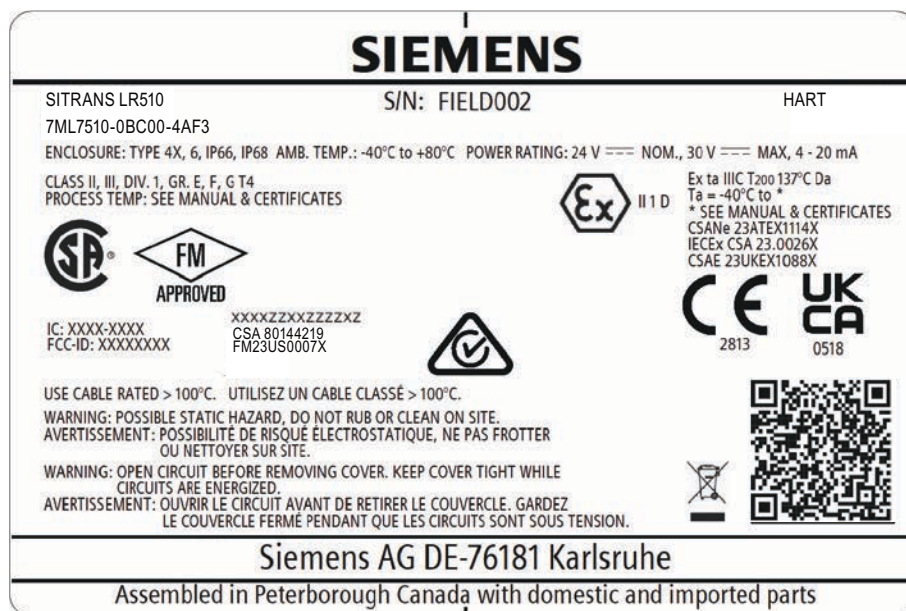 SIEMENS
SITRANS LR510 S/N: FIELD002 HART
7ML7510-0BC00-4AF3
ENCLOSURE: TYPE 4X, 6, IP66, IP68 AMB. TEMP.: -40°C to +80°C POWER RATING: 24 V ⎓ NOM., 30 V ⎓ MAX, 4 - 20 mA
CLASS II, III, DIV. 1, GR. E, F, G T4
PROCESS TEMP: SEE MANUAL & CERTIFICATES
Ex II 1 D
Ex ta IIIC T200 137°C Da
Ta = -40°C to *
* SEE MANUAL & CERTIFICATES
CSANe 23ATEX1114X
IECEx CSA 23.0026X
CSAE 23UKEX1088X
SA ®
FM
APPROVED
CE
2813
UK
CA
0518
IC: XXXX-XXXX
FCC-ID: XXXXXXXX
XXXXZZXXZZZZXZ
CSA 80144219
FM23US0007X
USE CABLE RATED > 100°C. UTILISEZ UN CABLE CLASSÉ > 100°C.
WARNING: POSSIBLE STATIC HAZARD, DO NOT RUB OR CLEAN ON SITE.
AVERTISSEMENT: POSSIBILITÉ DE RISQUÉ ÉLECTROSTATIQUE, NE PAS FROTTER
OU NETTOYER SUR SITE.
WARNING: OPEN CIRCUIT BEFORE REMOVING COVER. KEEP COVER TIGHT WHILE
CIRCUITS ARE ENERGIZED.
AVERTISSEMENT: OUVRIR LE CIRCUIT AVANT DE RETIRER LE COUVERCLE. GARDEZ
LE COUVERCLE FERMÉ PENDANT QUE LES CIRCUITS SONT SOUS TENSION.
Siemens AG DE-76181 Karlsruhe
Assembled in Peterborough Canada with domestic and imported parts